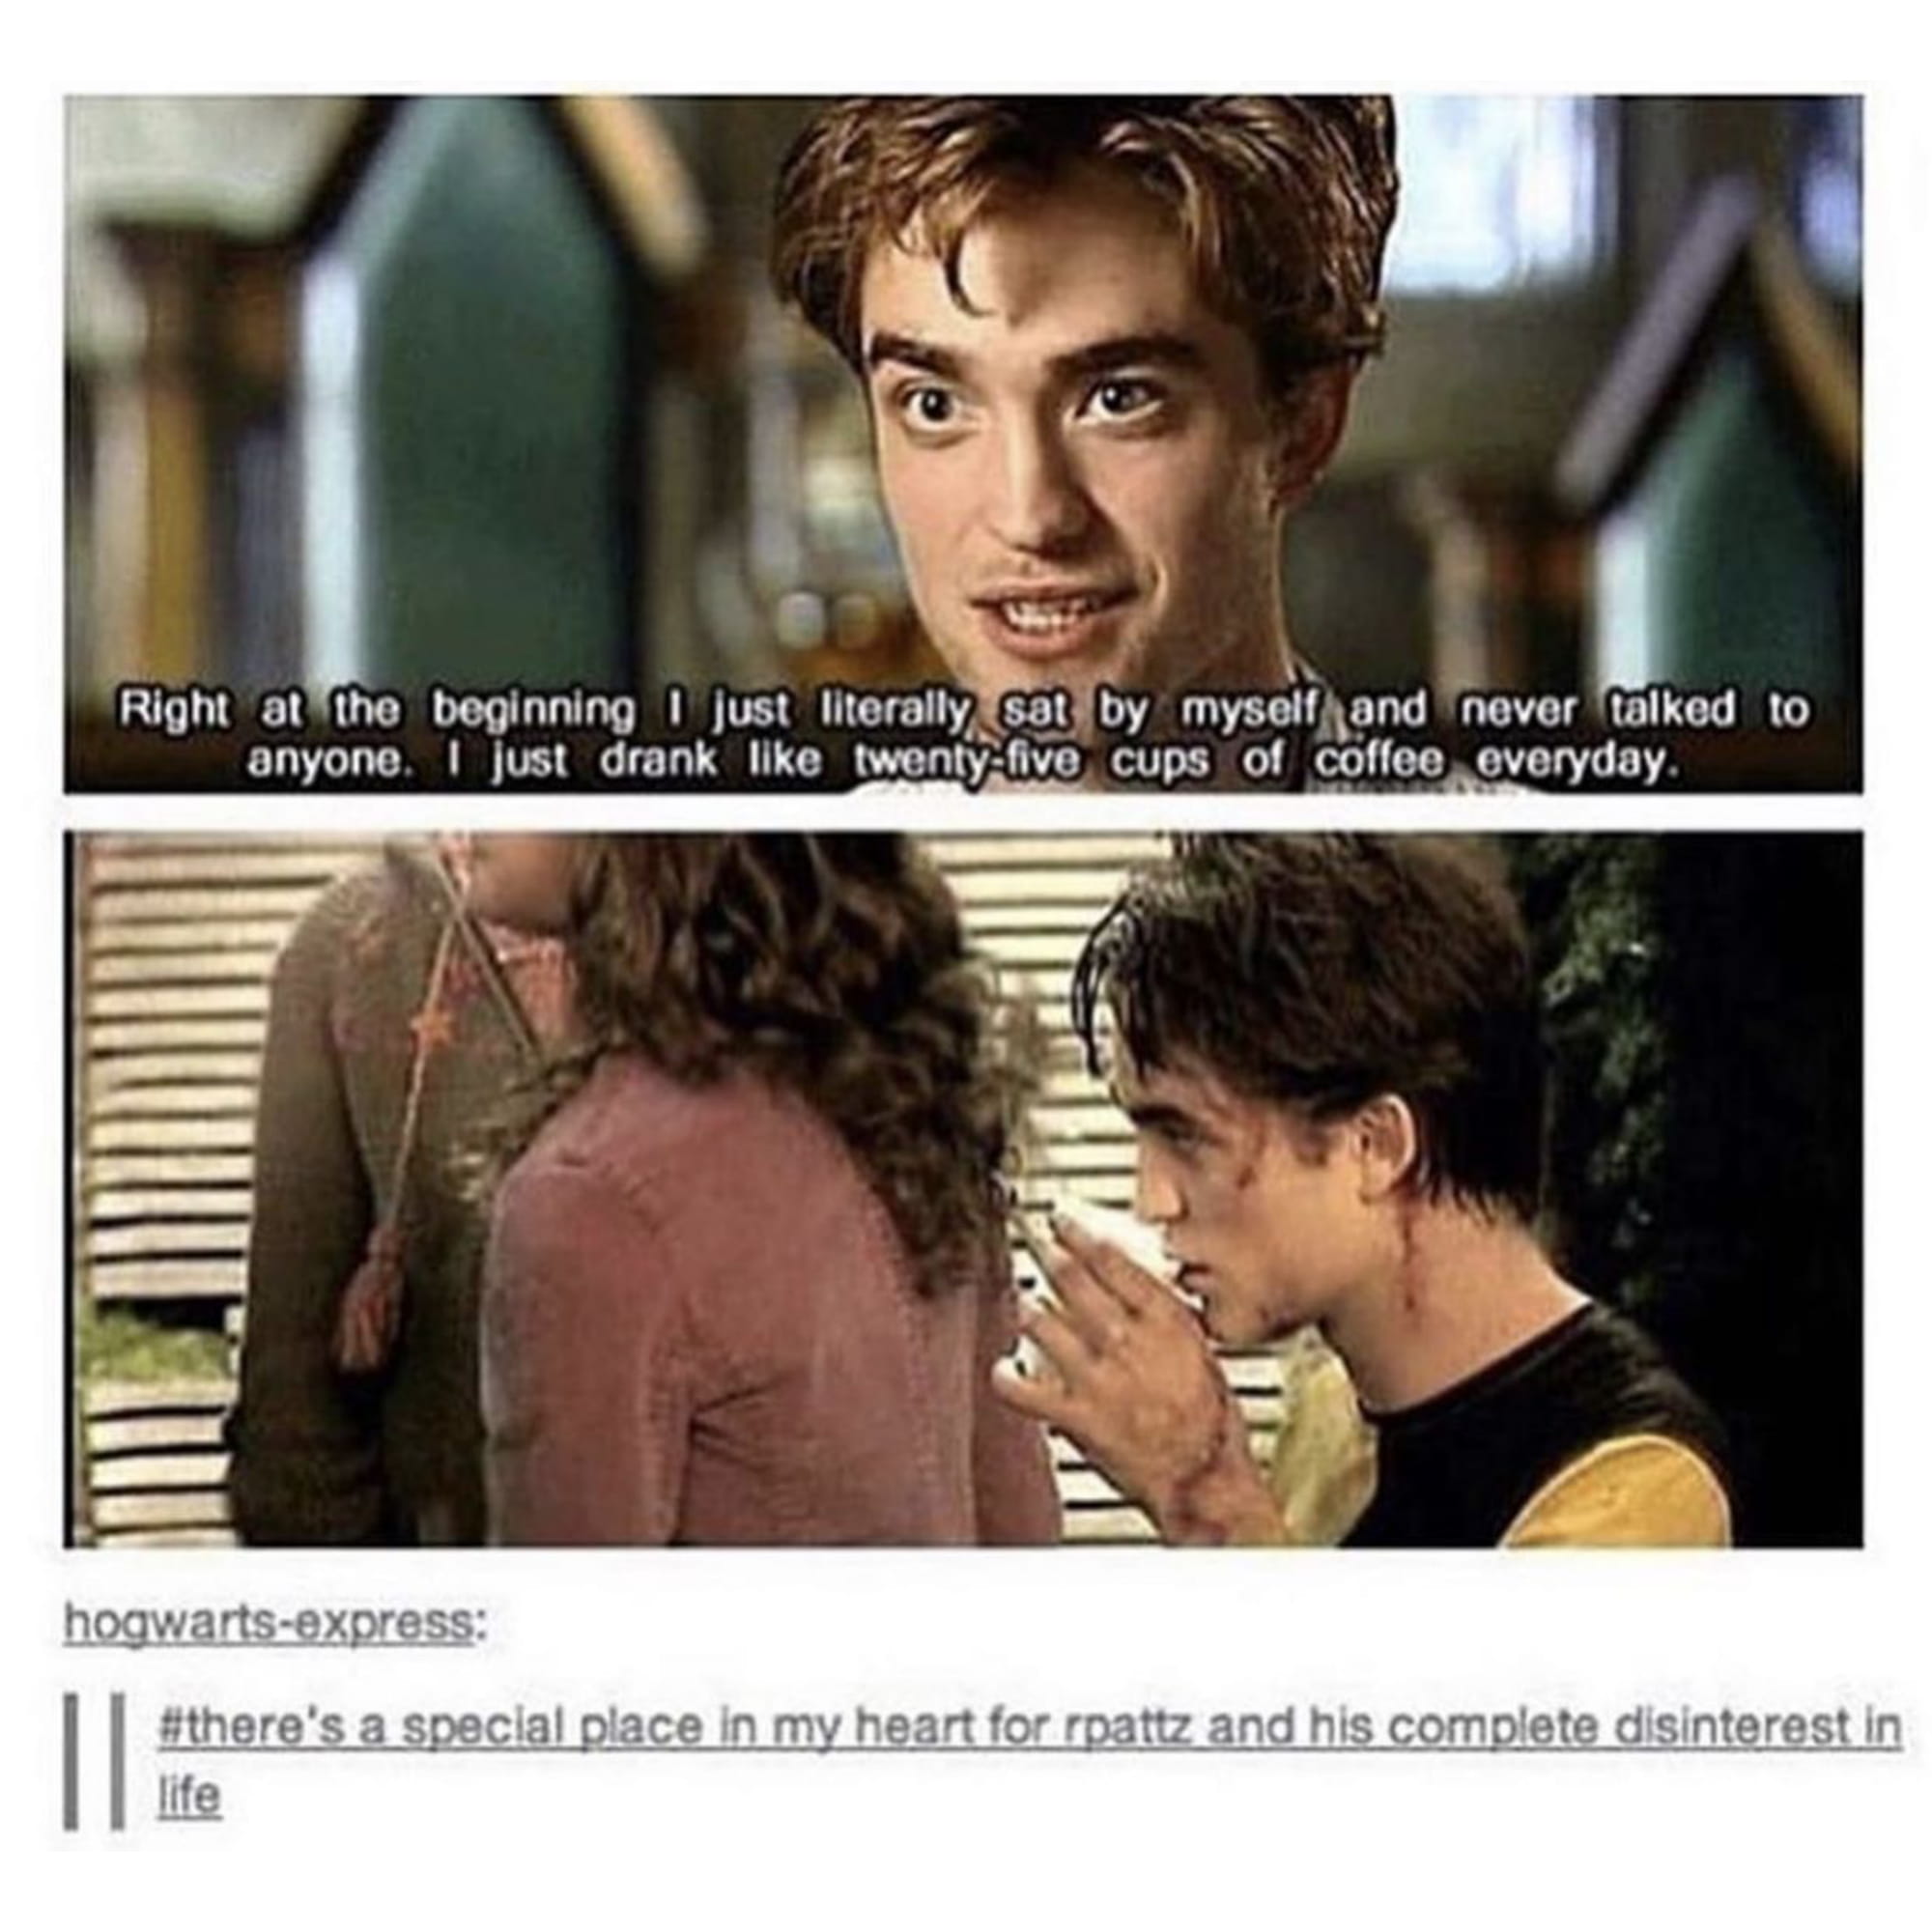 Right at the beginning I just literally sat by myself and never talked to
anyone. I just drank like twenty-five cups of coffee everyday.
hogwarts-express:
#there's a special place in my heart for rpattz and his complete disinterest in
life